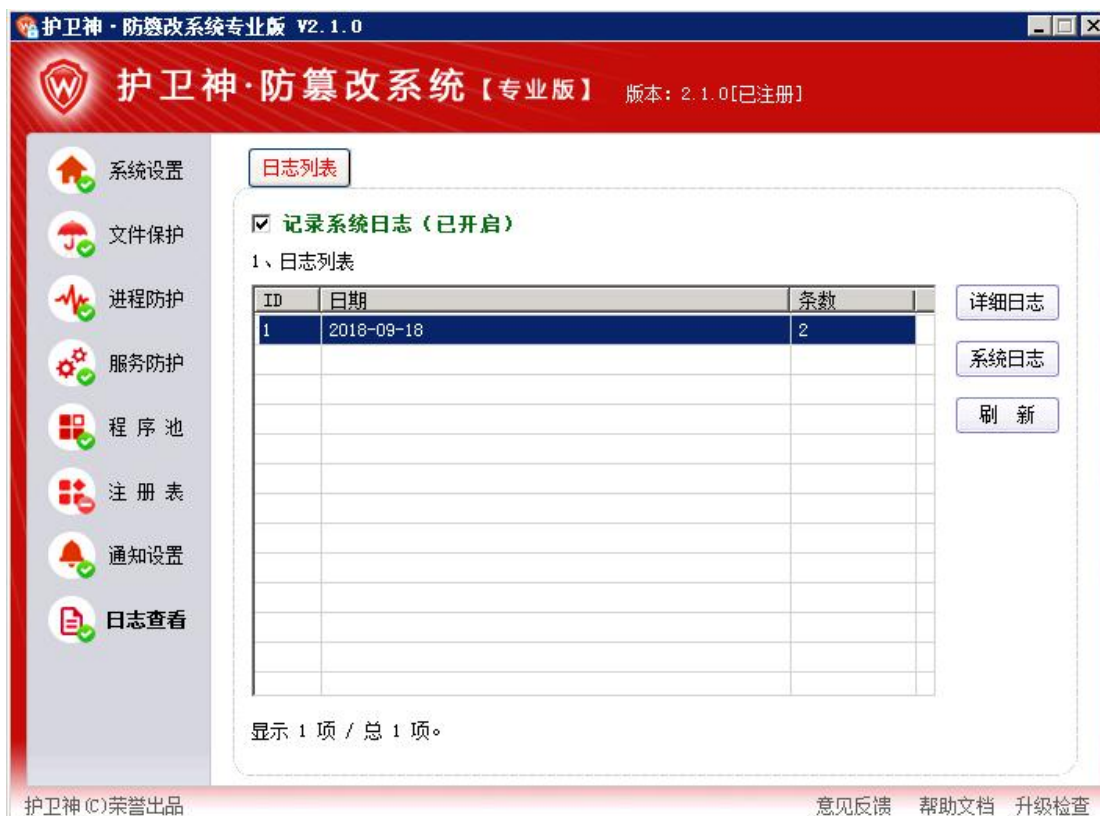 护卫神·防篡改系统专业版 V2.1.0
护卫神·防篡改系统【专业版】 版本: 2.1.0[已注册]
系统设置
文件保护
进程防护
服务防护
程序池
注册表
通知设置
日志查看
日志列表
记录系统日志(已开启)
1、日志列表
ID 日期 条数
1 2018-09-18 2
详细日志
系统日志
刷 新
显示 1 项 / 总 1 项。
护卫神(C)荣誉出品 意见反馈 帮助文档 升级检查